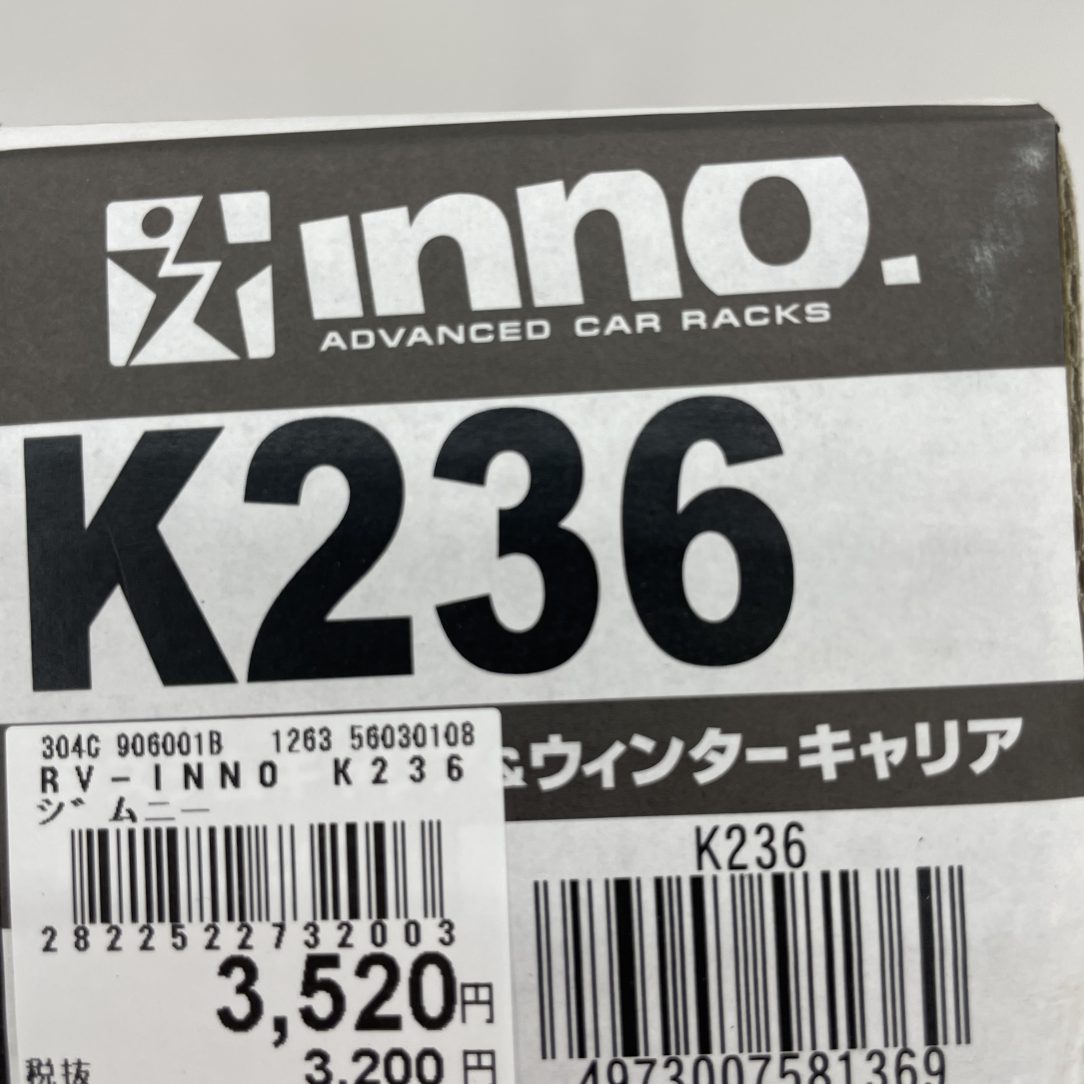 inno.
ADVANCED CAR RACKS
K236
&ウィンターキャリア
304C 906001B 1263 56030108
RV-INNO K236
ジムニー
2822522732003
3,520円
税抜 3,200円
K236
4973007581369